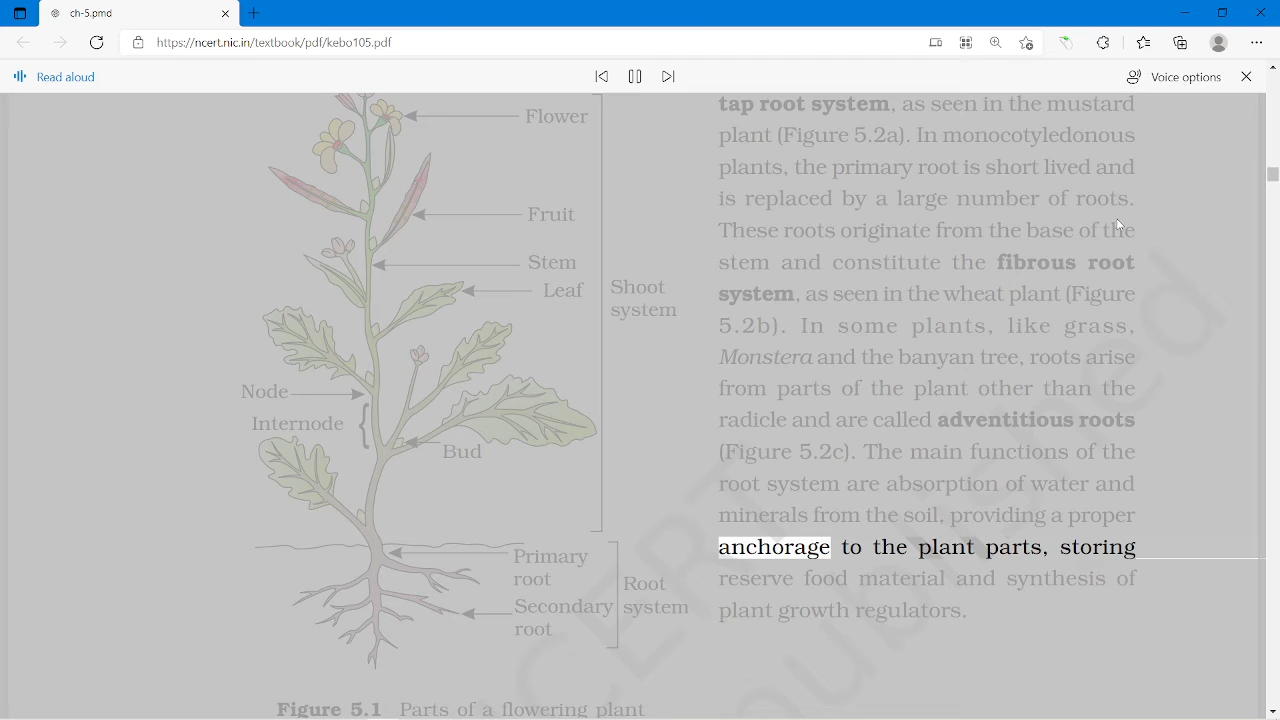 ch-5.pmd
https://ncert.nic.in/textbook/pdf/kebo105.pdf
Read aloud
Voice options
Flower
Fruit
Stem
Leaf
Shoot
system
Node
Internode
Bud
Primary
root
Secondary
root
Root
system
Figure 5.1 Parts of a flowering plant
tap root system, as seen in the mustard
plant (Figure 5.2a). In monocotyledonous
plants, the primary root is short lived and
is replaced by a large number of roots.
These roots originate from the base of the
stem and constitute the fibrous root
system, as seen in the wheat plant (Figure
5.2b). In some plants, like grass,
Monstera and the banyan tree, roots arise
from parts of the plant other than the
radicle and are called adventitious roots
(Figure 5.2c). The main functions of the
root system are absorption of water and
minerals from the soil, providing a proper
anchorage to the plant parts, storing
reserve food material and synthesis of
plant growth regulators.